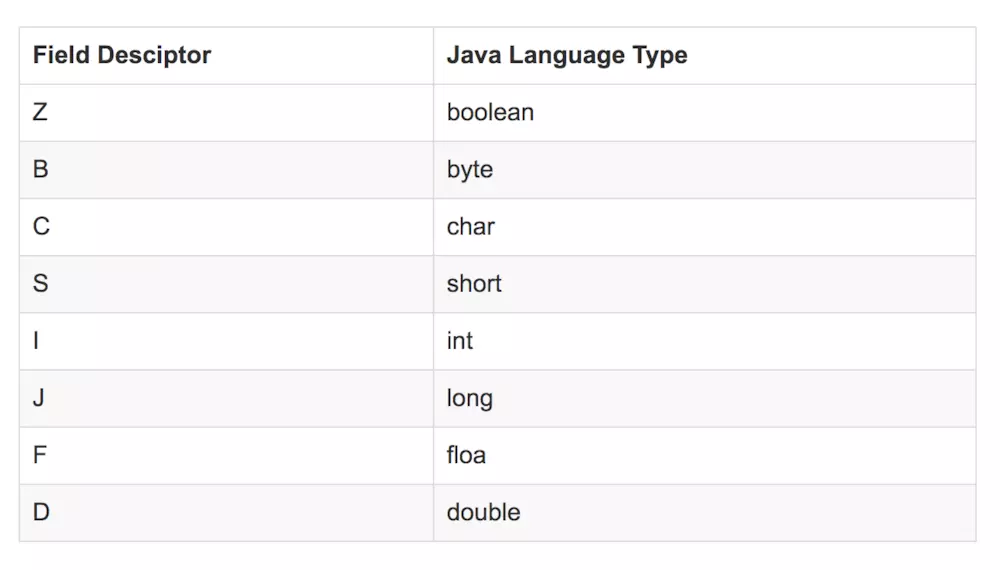 Field Desciptor Java Language Type
Z boolean
B byte
C char
S short
I int
J long
F floa
D double